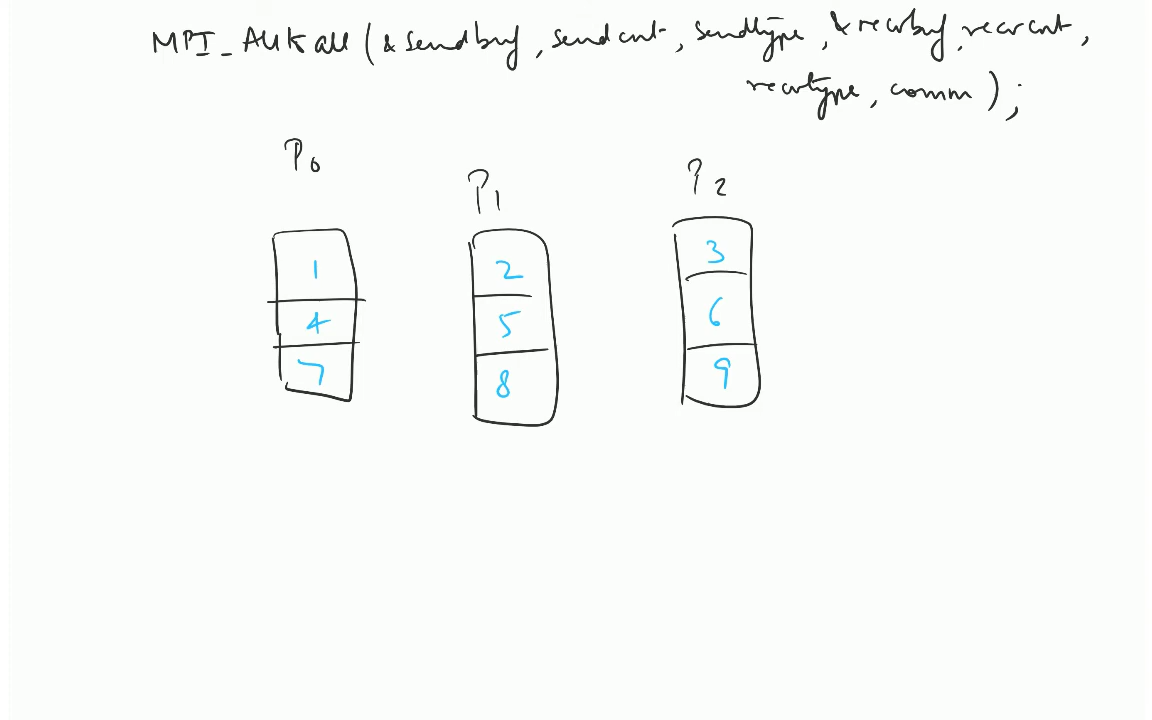 MPI_Alltoall (&sendbuf, sendcnt, sendtype, &recvbuf, recvcnt,
recvtype, comm);
P0 P1 P2
1 2 3
4 5 6
7 8 9